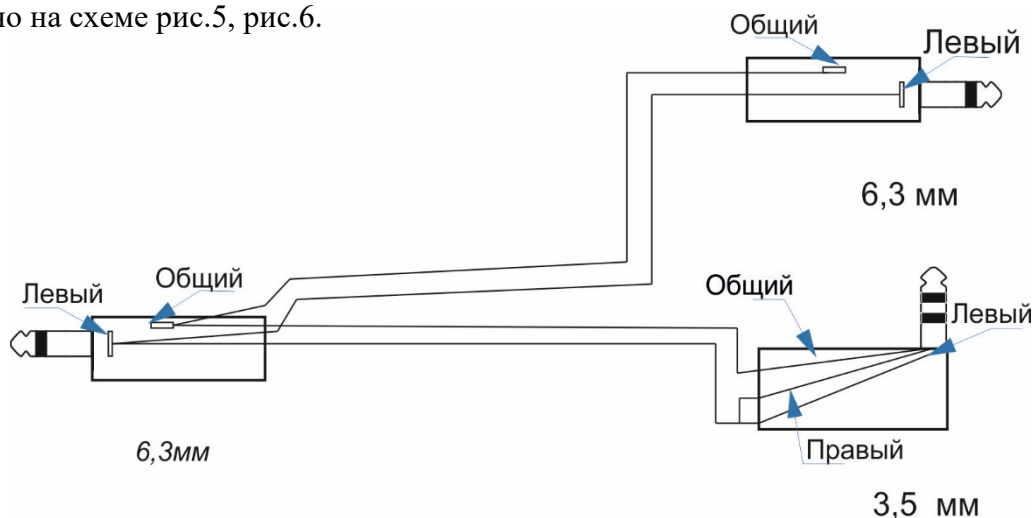 но на схеме рис.5, рис.6.
Общий
Левый
6,3 мм
Общий
Левый
Общий
Левый
Правый
6,3мм
3,5 мм